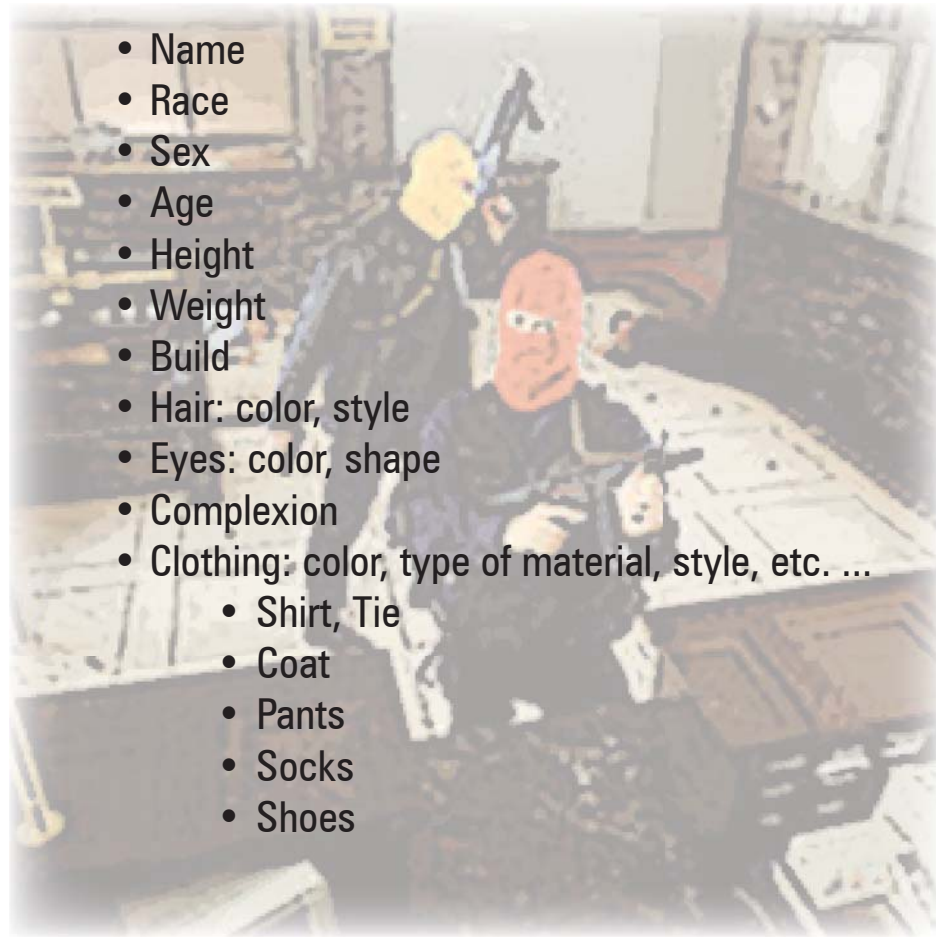 • Name
• Race
• Sex
• Age
• Height
• Weight
• Build
• Hair: color, style
• Eyes: color, shape
• Complexion
• Clothing: color, type of material, style, etc. ...
• Shirt, Tie
• Coat
• Pants
• Socks
• Shoes